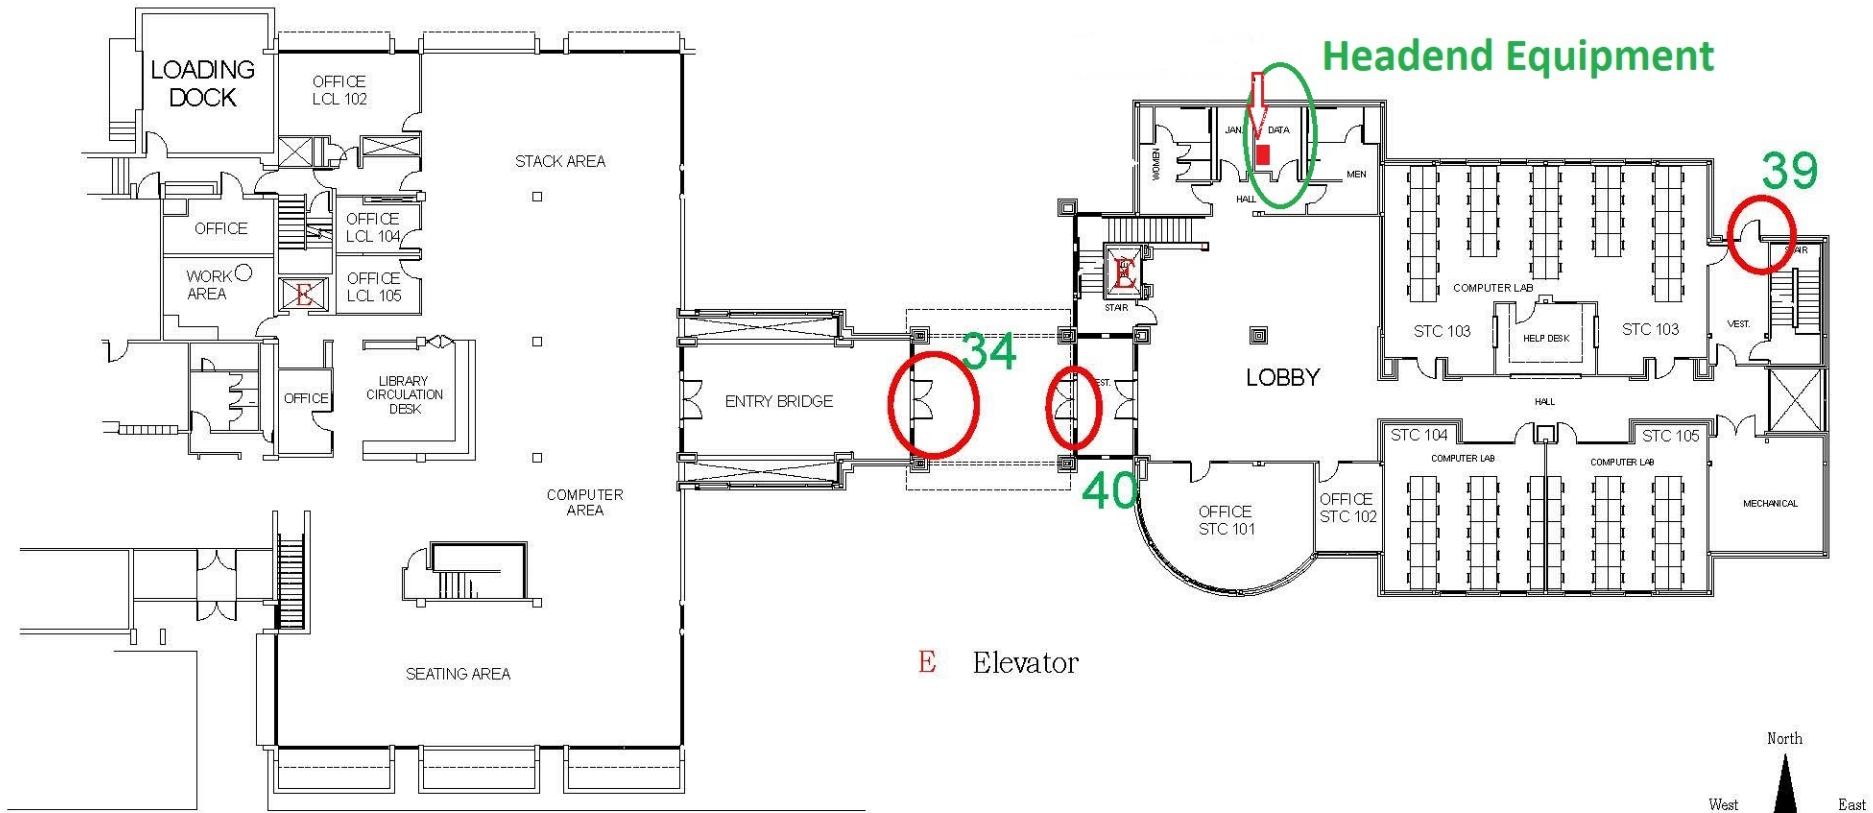 Headend Equipment
LOADING
DOCK
OFFICE
LCL 102
STACK AREA
JAN.
DATA
WOMEN
MEN
HALL
39
OFFICE
OFFICE
LCL 104
WORK
AREA
OFFICE
LCL 105
E
E
STAIR
STAIR
COMPUTER LAB
STC 103
HELP DESK
STC 103
VEST.
34
LIBRARY
CIRCULATION
DESK
OFFICE
ENTRY BRIDGE
LOBBY
HALL
40
STC 104
COMPUTER LAB
STC 105
COMPUTER LAB
COMPUTER
AREA
OFFICE
STC 101
OFFICE
STC 102
MECHANICAL
SEATING AREA
E Elevator
North
West
East